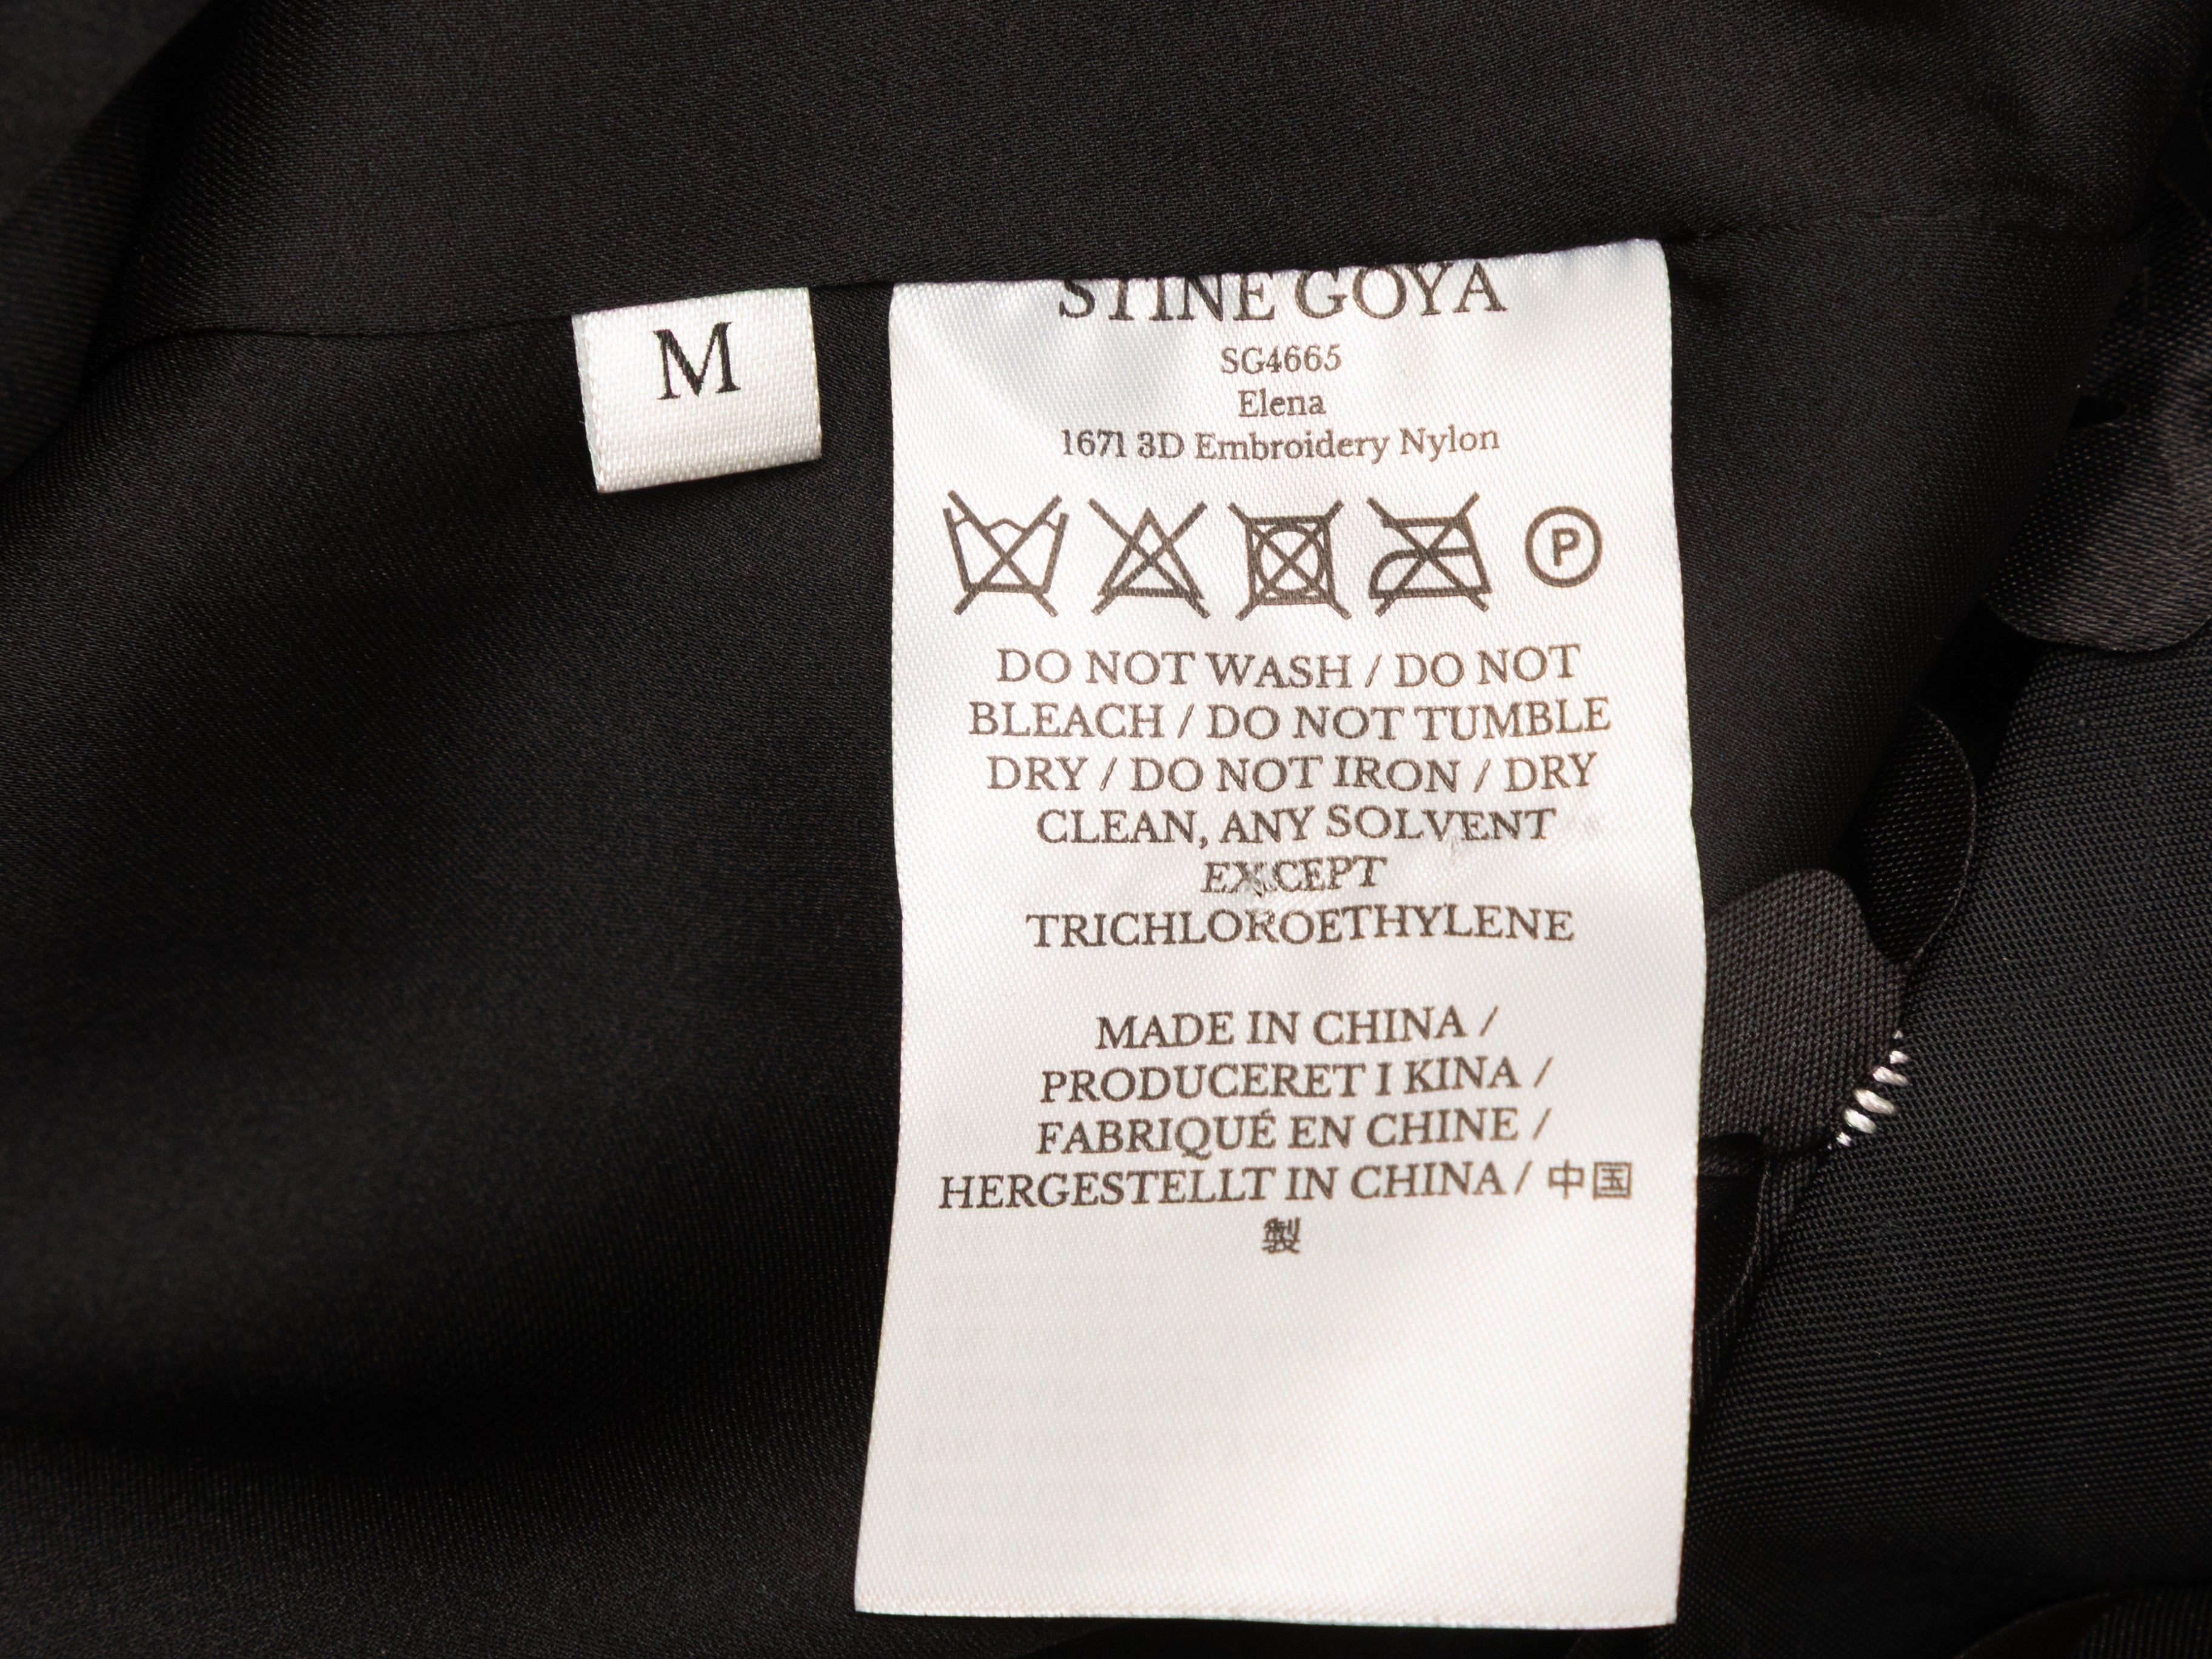 M
STINE GOYA
SG4665
Elena
1671 3D Embroidery Nylon
P
DO NOT WASH / DO NOT
BLEACH / DO NOT TUMBLE
DRY / DO NOT IRON / DRY
CLEAN, ANY SOLVENT
EXCEPT
TRICHLOROETHYLENE
MADE IN CHINA /
PRODUCERET I KINA /
FABRIQUÉ EN CHINE /
HERGESTELLT IN CHINA / 中国
製